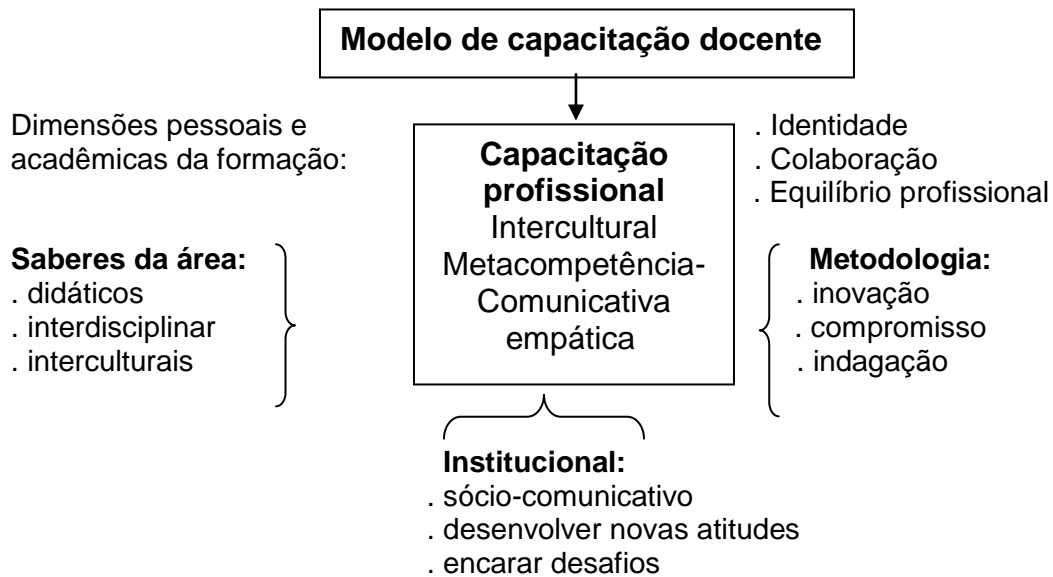 Modelo de capacitação docente
Dimensões pessoais e
acadêmicas da formação:
. Identidade
. Colaboração
. Equilíbrio profissional
Capacitação
profissional
Intercultural
Metacompetência-
Comunicativa
empática
Saberes da área:
. didáticos
. interdisciplinar
. interculturais
Metodologia:
. inovação
. compromisso
. indagação
Institucional:
. sócio-comunicativo
. desenvolver novas atitudes
. encarar desafios